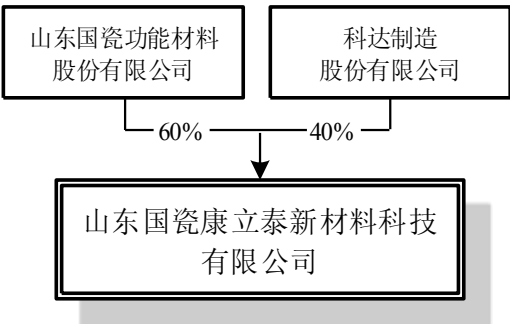 山东国瓷功能材料
股份有限公司
科达制造
股份有限公司
60%
40%
山东国瓷康立泰新材料科技
有限公司